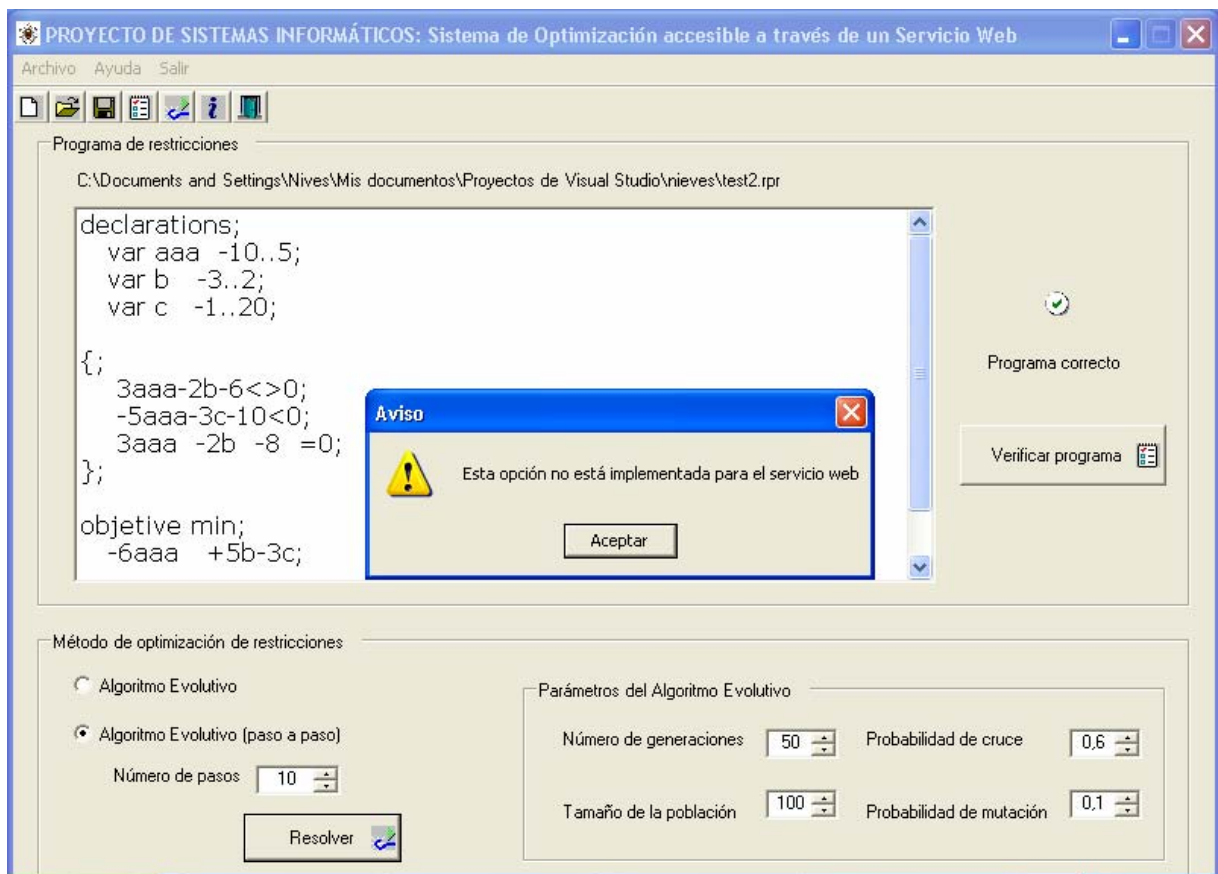 PROYECTO DE SISTEMAS INFORMÁTICOS: Sistema de Optimización accesible a través de un Servicio Web
Archivo Ayuda Salir
Programa de restricciones
C:\Documents and Settings\Nives\Mis documentos\Proyectos de Visual Studio\nieves\test2.rpr
declarations;
var aaa -10..5;
var b -3..2;
var c -1..20;
{;
3aaa-2b-6<>0;
-5aaa-3c-10<0;
3aaa -2b -8 =0;
};
objetive min;
-6aaa +5b-3c;
Programa correcto
Verificar programa
Aviso
Esta opción no está implementada para el servicio web
Aceptar
Método de optimización de restricciones
Algoritmo Evolutivo
Algoritmo Evolutivo (paso a paso)
Número de pasos 10
Resolver
Parámetros del Algoritmo Evolutivo
Número de generaciones 50 Probabilidad de cruce 0,6
Tamaño de la población 100 Probabilidad de mutación 0,1